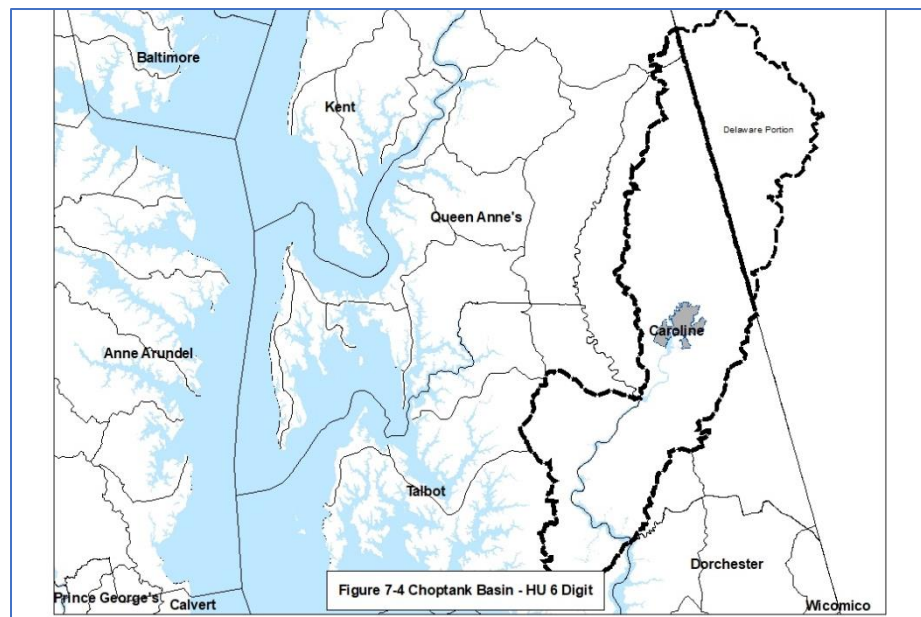 Baltimore
Kent
Delaware Portion
Queen Anne's
Caroline
Anne Arundel
Talbot
Dorchester
Figure 7-4 Choptank Basin - HU 6 Digit
Prince George's
Calvert
Wicomico